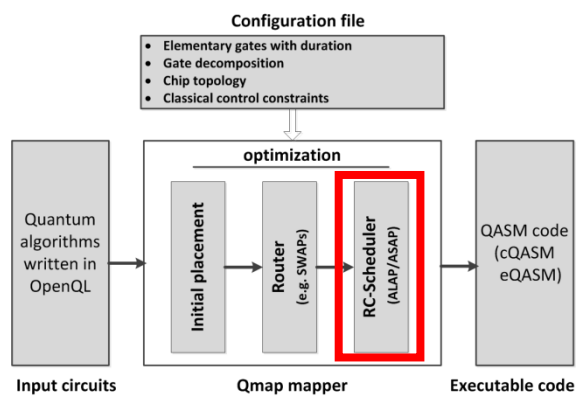 Configuration file
• Elementary gates with duration
• Gate decomposition
• Chip topology
• Classical control constraints
optimization
Quantum
algorithms
written in
OpenQL
Initial placement
Router
(e.g. SWAPs)
RC-Scheduler
(ALAP/ASAP)
QASM code
(cQASM
eQASM)
Input circuits
Qmap mapper
Executable code